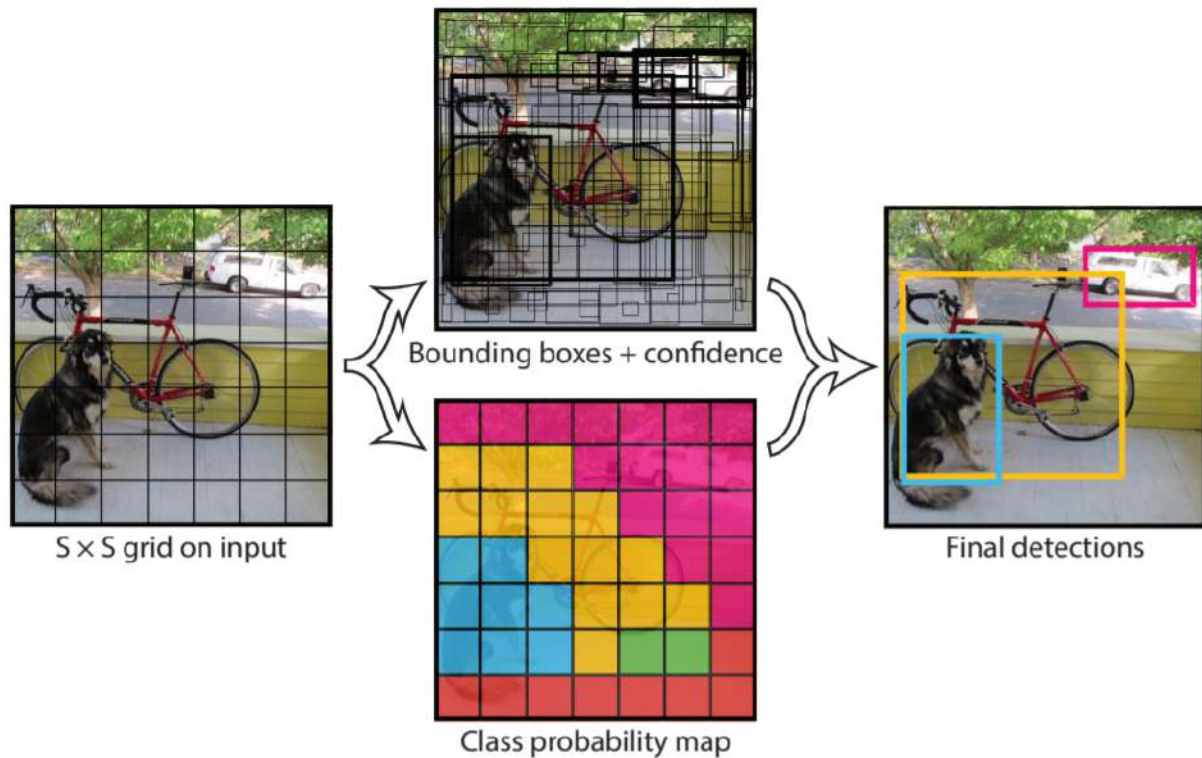 Bounding boxes + confidence
S × S grid on input
Final detections
Class probability map